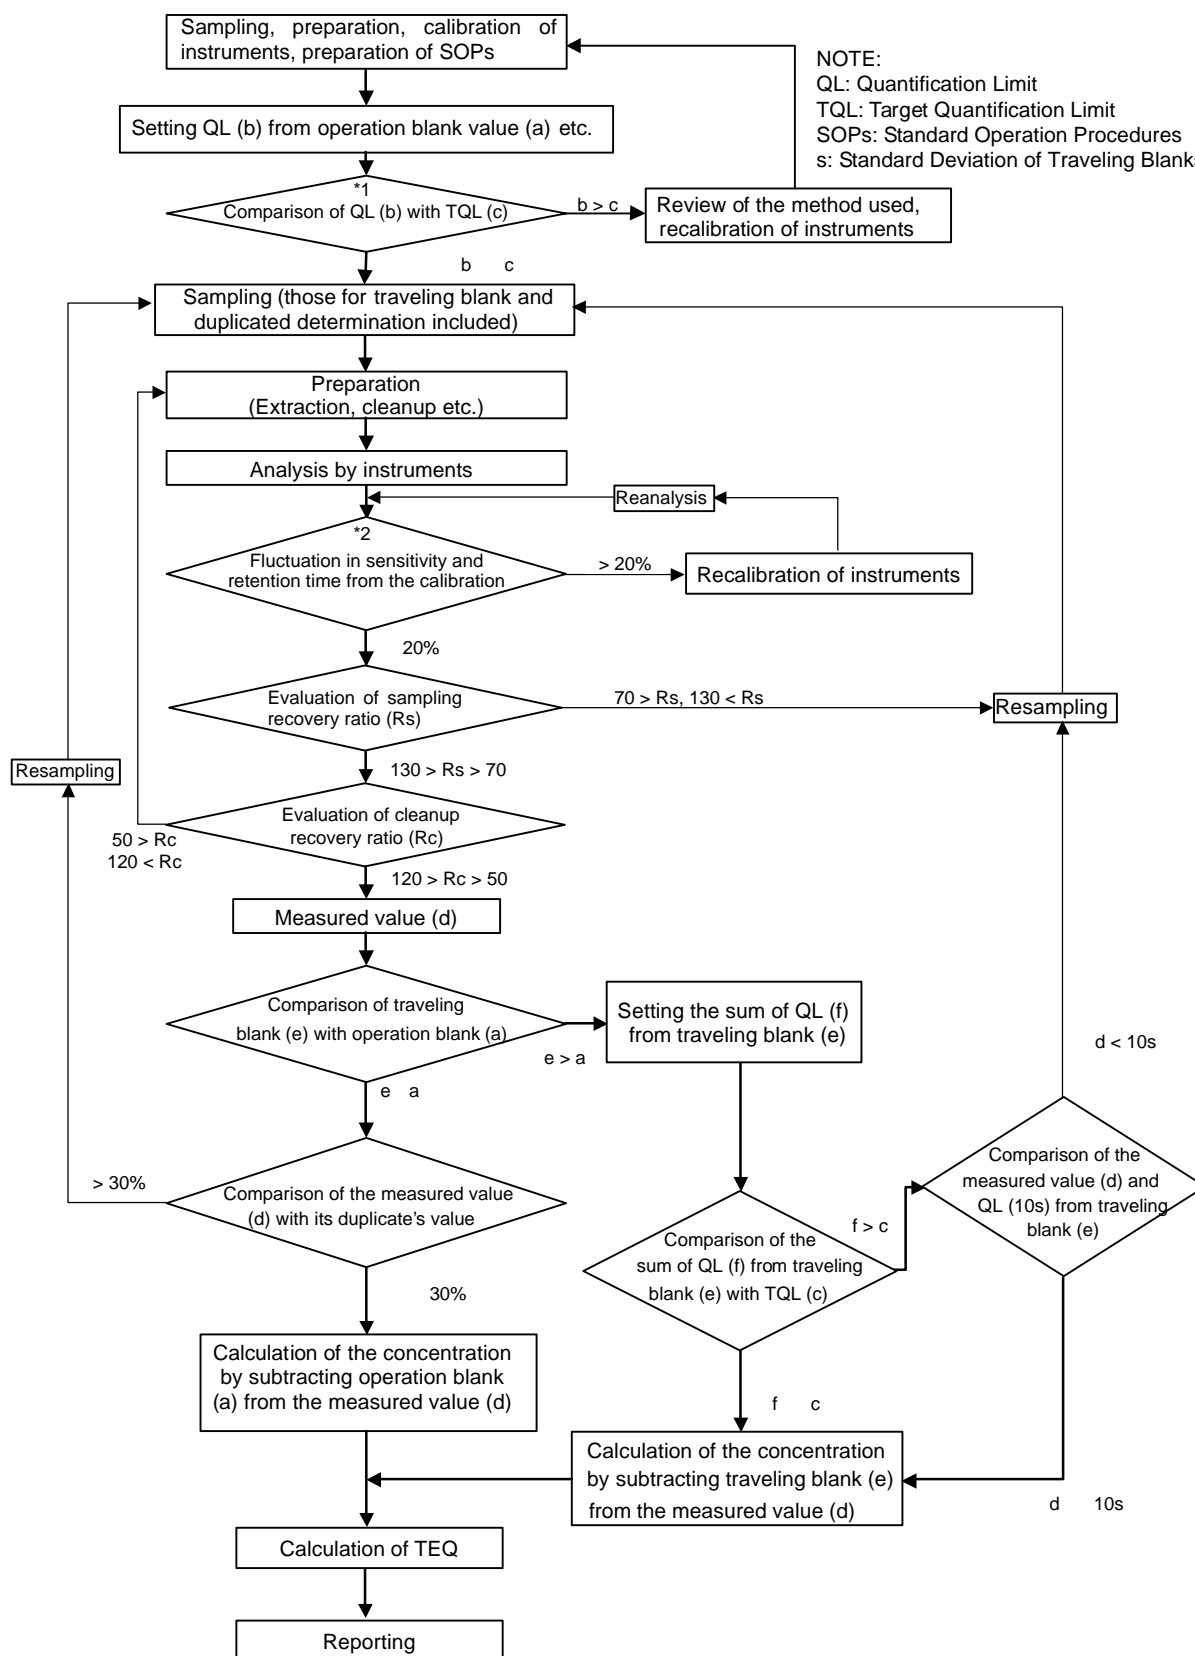 Sampling, preparation, calibration of
instruments, preparation of SOPs
NOTE:
QL: Quantification Limit
TQL: Target Quantification Limit
SOPs: Standard Operation Procedures
s: Standard Deviation of Traveling Blanks
Setting QL (b) from operation blank value (a) etc.
*1
Comparison of QL (b) with TQL (c)
b > c
Review of the method used,
recalibration of instruments
b c
Sampling (those for traveling blank and
duplicated determination included)
Preparation
(Extraction, cleanup etc.)
Analysis by instruments
Reanalysis
*2
Fluctuation in sensitivity and
retention time from the calibration
> 20%
Recalibration of instruments
20%
Evaluation of sampling
recovery ratio (Rs)
70 > Rs, 130 < Rs
Resampling
Resampling
130 > Rs > 70
Evaluation of cleanup
recovery ratio (Rc)
50 > Rc
120 < Rc
120 > Rc > 50
Measured value (d)
Comparison of traveling
blank (e) with operation blank (a)
e > a
Setting the sum of QL (f)
from traveling blank (e)
d < 10s
e a
Comparison of the measured value
(d) with its duplicate's value
> 30%
Comparison of the
measured value (d) and
QL (10s) from traveling
blank (e)
f > c
Comparison of the
sum of QL (f) from traveling
blank (e) with TQL (c)
30%
Calculation of the concentration
by subtracting operation blank
(a) from the measured value (d)
f c
Calculation of the concentration
by subtracting traveling blank (e)
from the measured value (d)
d 10s
Calculation of TEQ
Reporting